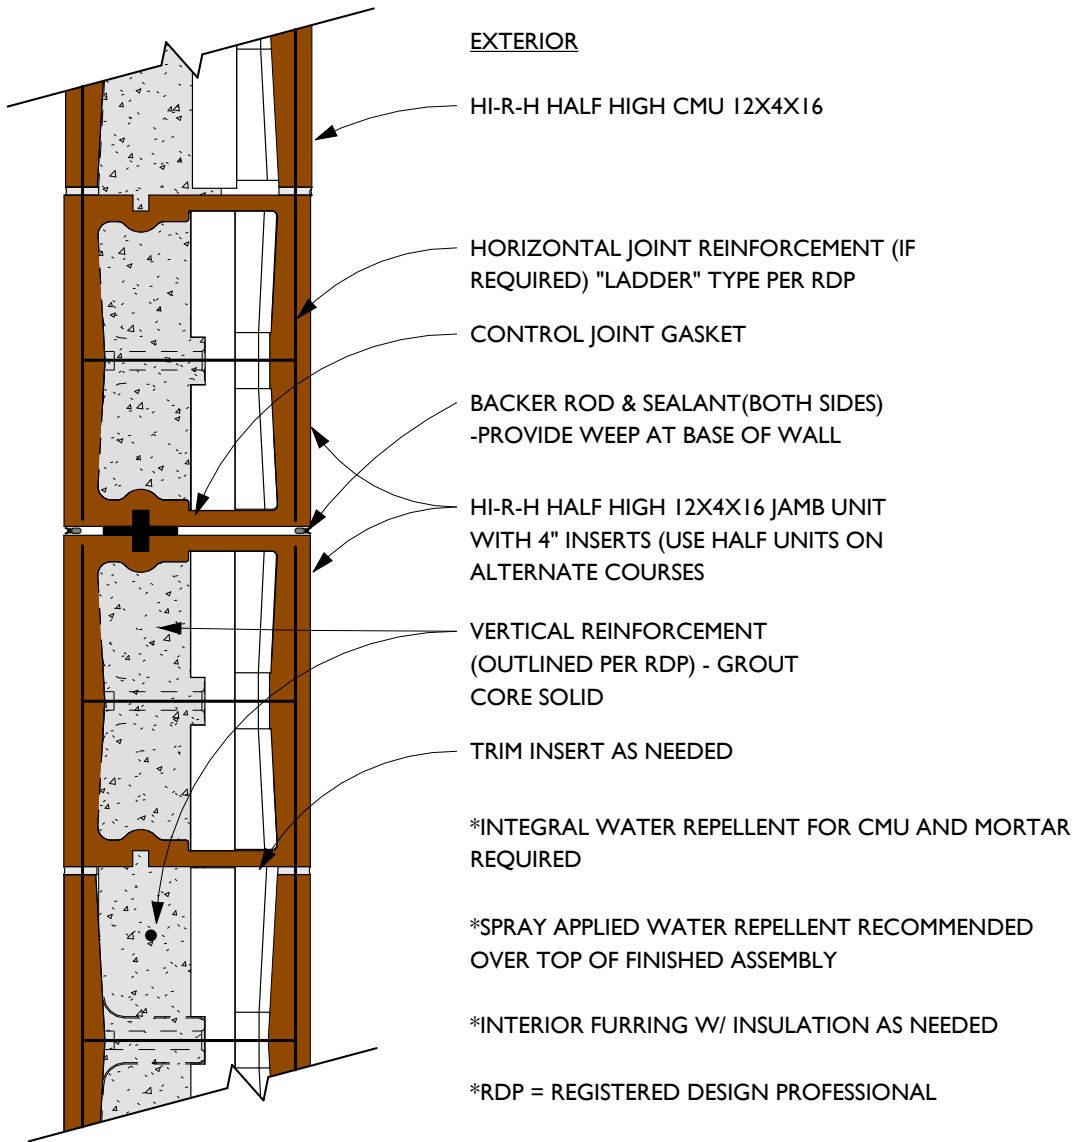 EXTERIOR
HI-R-H HALF HIGH CMU 12X4X16
HORIZONTAL JOINT REINFORCEMENT (IF
REQUIRED) "LADDER" TYPE PER RDP
CONTROL JOINT GASKET
BACKER ROD & SEALANT(BOTH SIDES)
-PROVIDE WEEP AT BASE OF WALL
HI-R-H HALF HIGH 12X4X16 JAMB UNIT
WITH 4" INSERTS (USE HALF UNITS ON
ALTERNATE COURSES
VERTICAL REINFORCEMENT
(OUTLINED PER RDP) - GROUT
CORE SOLID
TRIM INSERT AS NEEDED
*INTEGRAL WATER REPELLENT FOR CMU AND MORTAR
REQUIRED
*SPRAY APPLIED WATER REPELLENT RECOMMENDED
OVER TOP OF FINISHED ASSEMBLY
*INTERIOR FURRING W/ INSULATION AS NEEDED
*RDP = REGISTERED DESIGN PROFESSIONAL